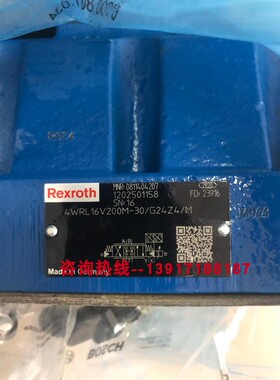 Rexroth
MNR: 0811404207
1202501158
SN: 16
FD: 23916
4WRL16V200M-30/G24Z4/M
咨询热线--13917188187
Made in Germany
BOSCH